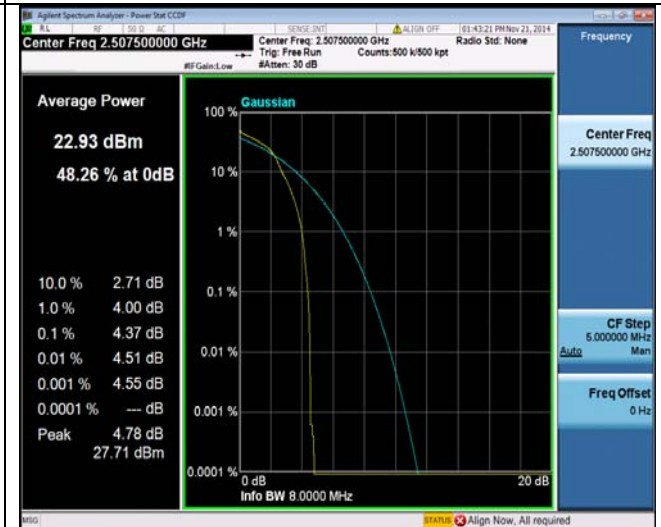 Agilent Spectrum Analyzer - Power Stat CCDF
RL RF 50 Ω AC SENSE:INT ALIGN OFF 01:43:21 PM Nov 21, 2014
Center Freq 2.507500000 GHz
Center Freq: 2.507500000 GHz Radio Std: None
Trig: Free Run Counts:500 k/500 kpt
#IFGain:Low #Atten: 30 dB
Frequency
Average Power
22.93 dBm
48.26 % at 0dB
10.0 % 2.71 dB
1.0 % 4.00 dB
0.1 % 4.37 dB
0.01 % 4.51 dB
0.001 % 4.55 dB
0.0001 % --- dB
Peak 4.78 dB
27.71 dBm
Gaussian
100 %
10 %
1 %
0.1 %
0.01 %
0.001 %
0.0001 %
0 dB 20 dB
Info BW 8.0000 MHz
Center Freq
2.507500000 GHz
CF Step
5.000000 MHz
Auto Man
Freq Offset
0 Hz
MSG STATUS Align Now, All required